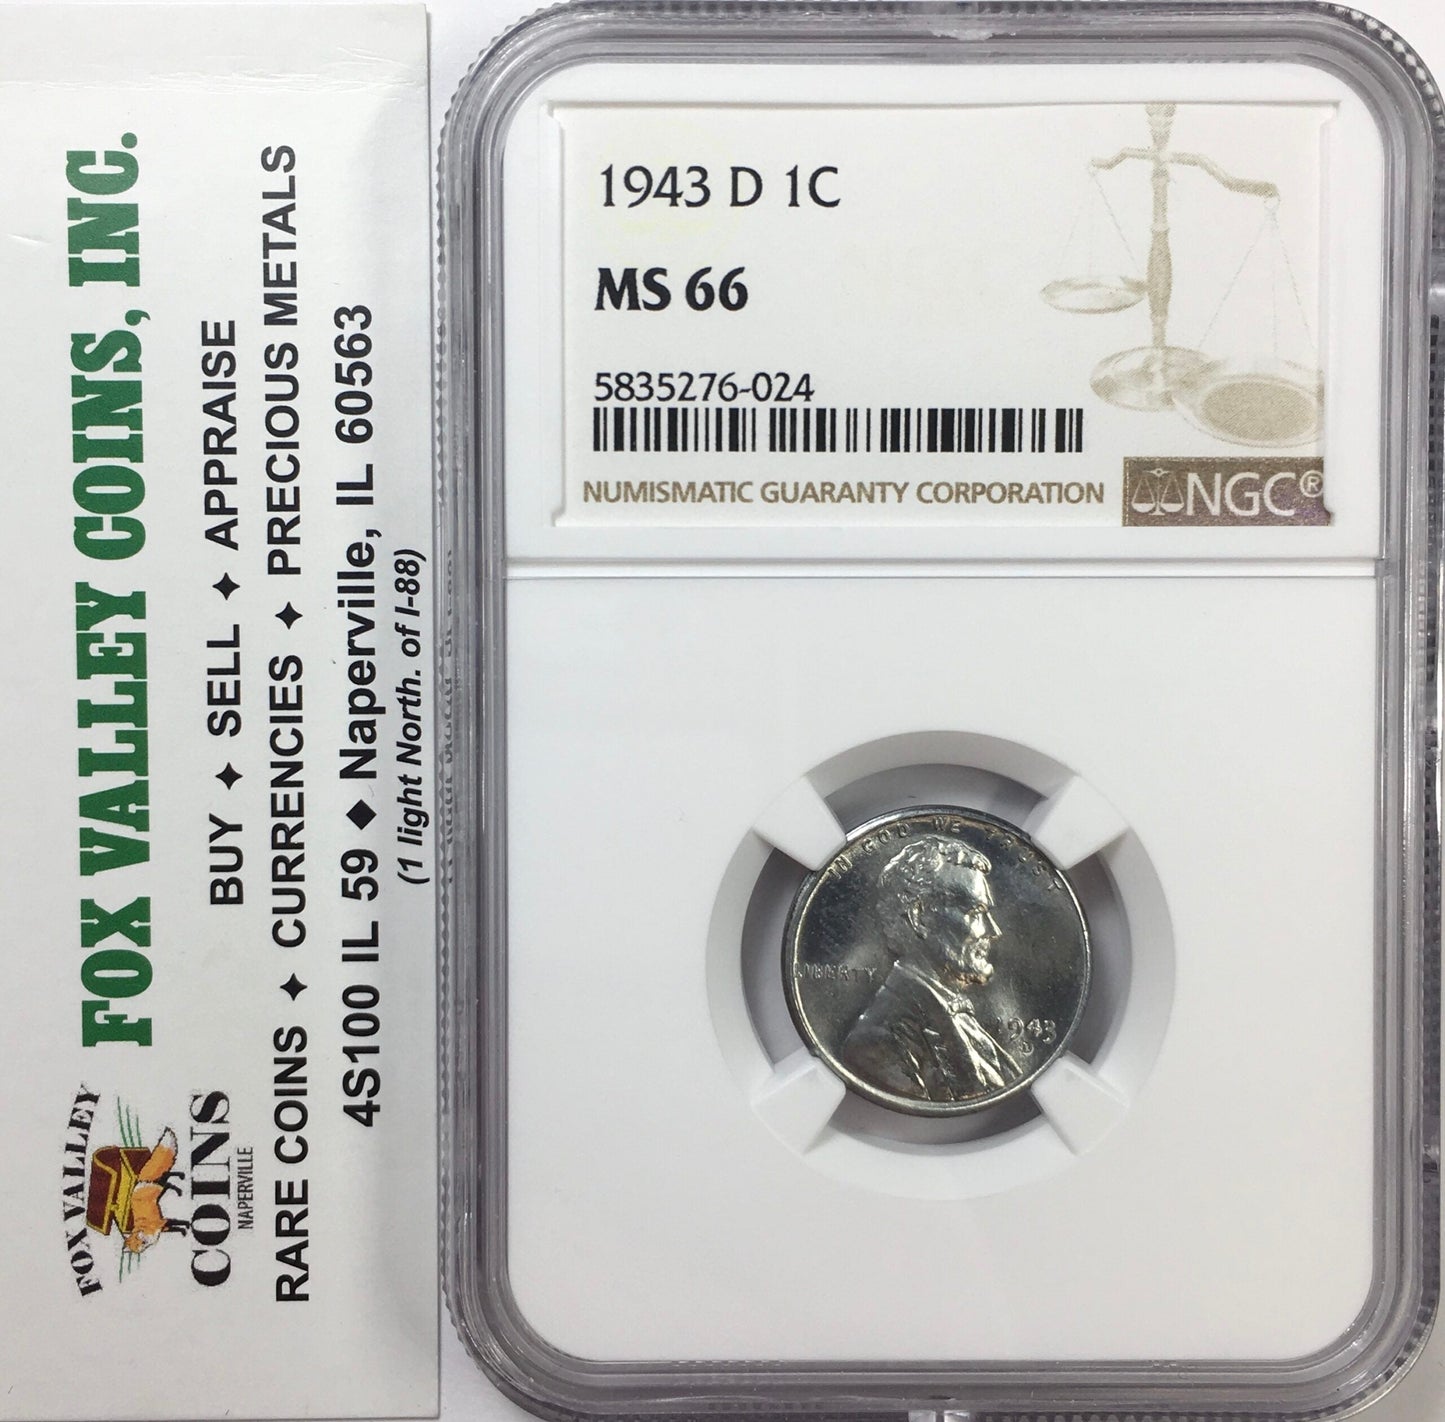 FOX VALLEY COINS, INC.
BUY ✦ SELL ✦ APPRAISE
RARE COINS ✦ CURRENCIES ✦ PRECIOUS METALS
4S100 IL 59 ◆ Naperville, IL 60563
(1 light North. of I-88)
FOX VALLEY
COINS
NAPERVILLE
1943 D 1C
MS 66
5835276-024
NUMISMATIC GUARANTY CORPORATION
NGC®
IN GOD WE TRUST
LIBERTY
1943
D